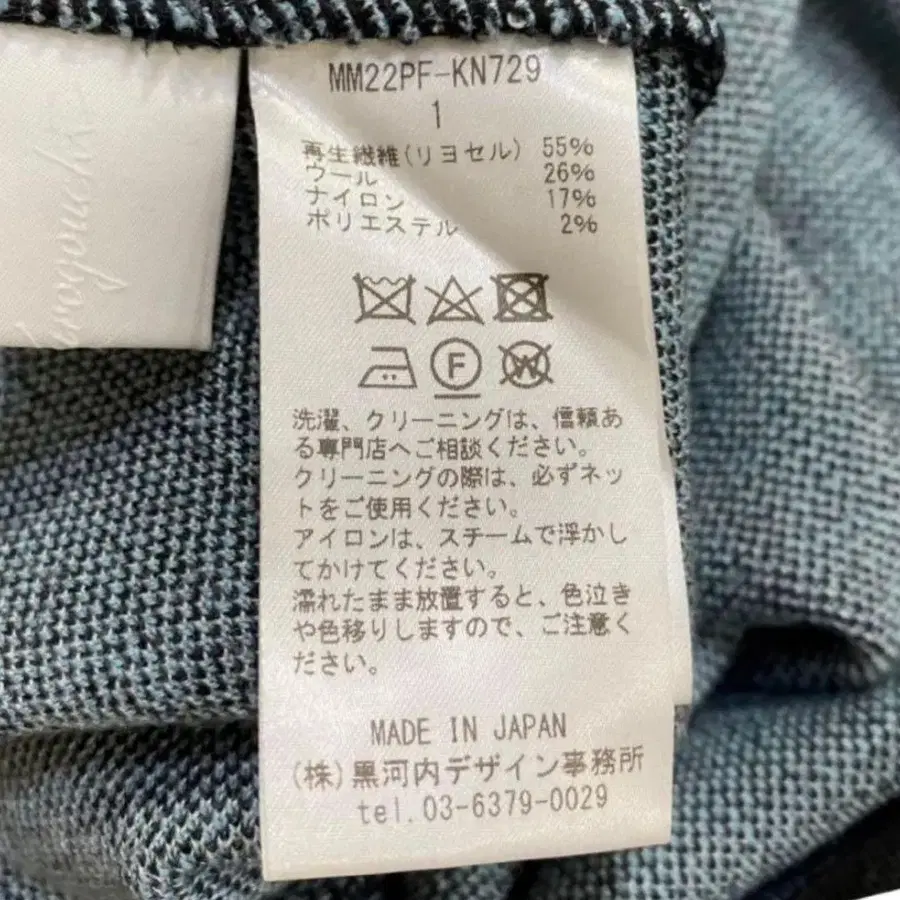 MM22PF-KN729
1
再生繊維(リヨセル) 55%
ウール 26%
ナイロン 17%
ポリエステル 2%
F
W
洗濯、クリーニングは、信頼あ
る専門店へご相談ください。
クリーニングの際は、必ずネッ
トをご使用ください。
アイロンは、スチームで浮かし
てかけてください。
濡れたまま放置すると、色泣き
や色移りしますので、ご注意く
ださい。
MADE IN JAPAN
(株)黒河内デザイン事務所
tel.03-6379-0029